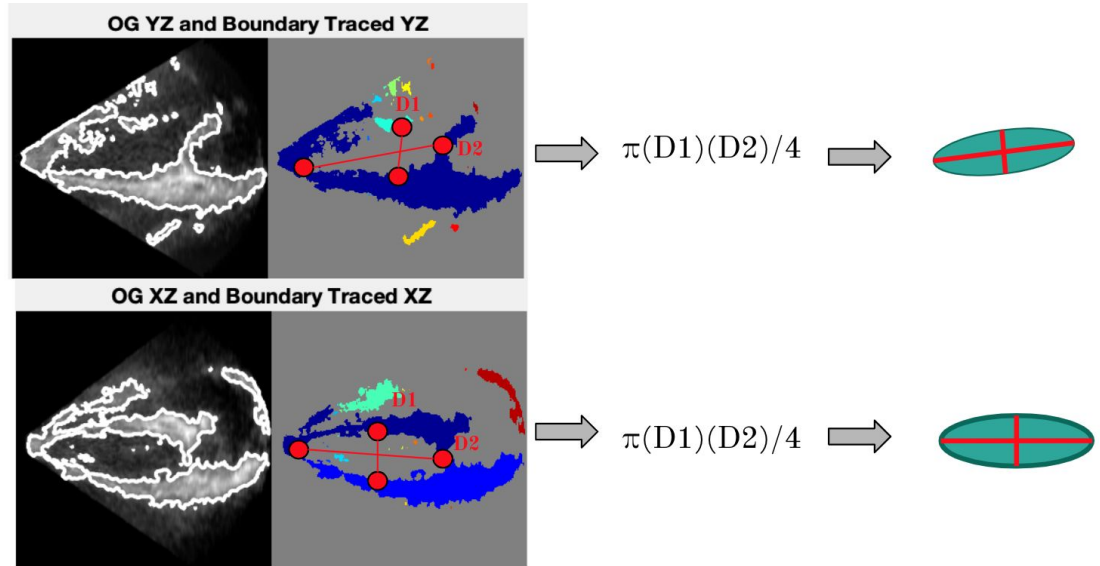 OG YZ and Boundary Traced YZ
D1
D2
π(D1)(D2)/4
OG XZ and Boundary Traced XZ
D1
D2
π(D1)(D2)/4